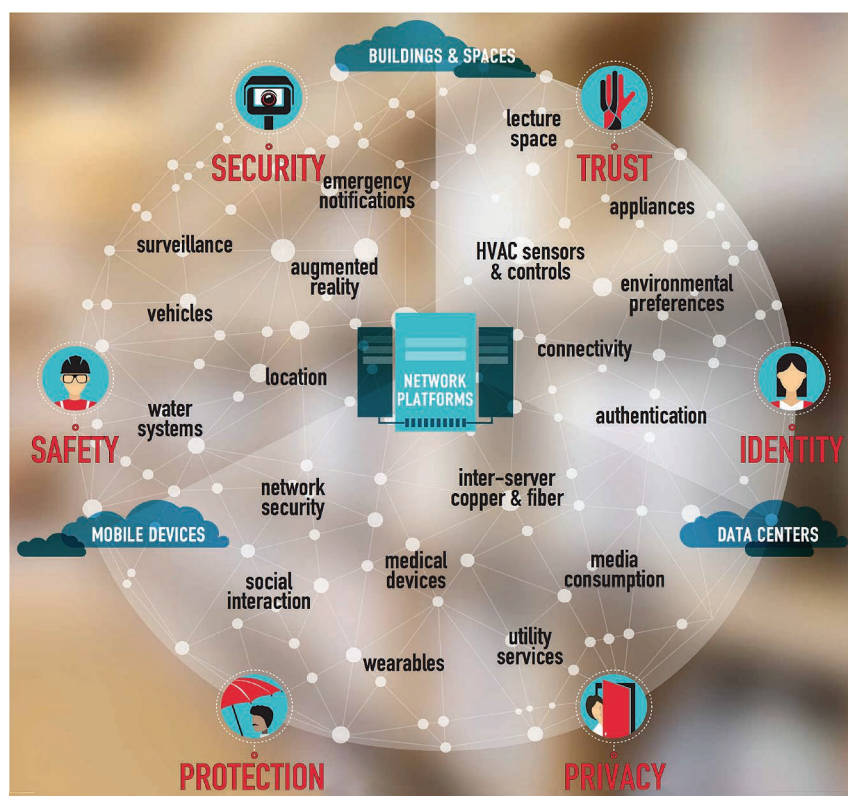 BUILDINGS & SPACES
SECURITY
TRUST
lecture
space
emergency
notifications
appliances
surveillance
HVAC sensors
& controls
augmented
reality
environmental
preferences
vehicles
connectivity
location
NETWORK
PLATFORMS
water
systems
authentication
SAFETY
IDENTITY
network
security
inter-server
copper & fiber
MOBILE DEVICES
DATA CENTERS
medical
devices
media
consumption
social
interaction
utility
services
wearables
PROTECTION
PRIVACY